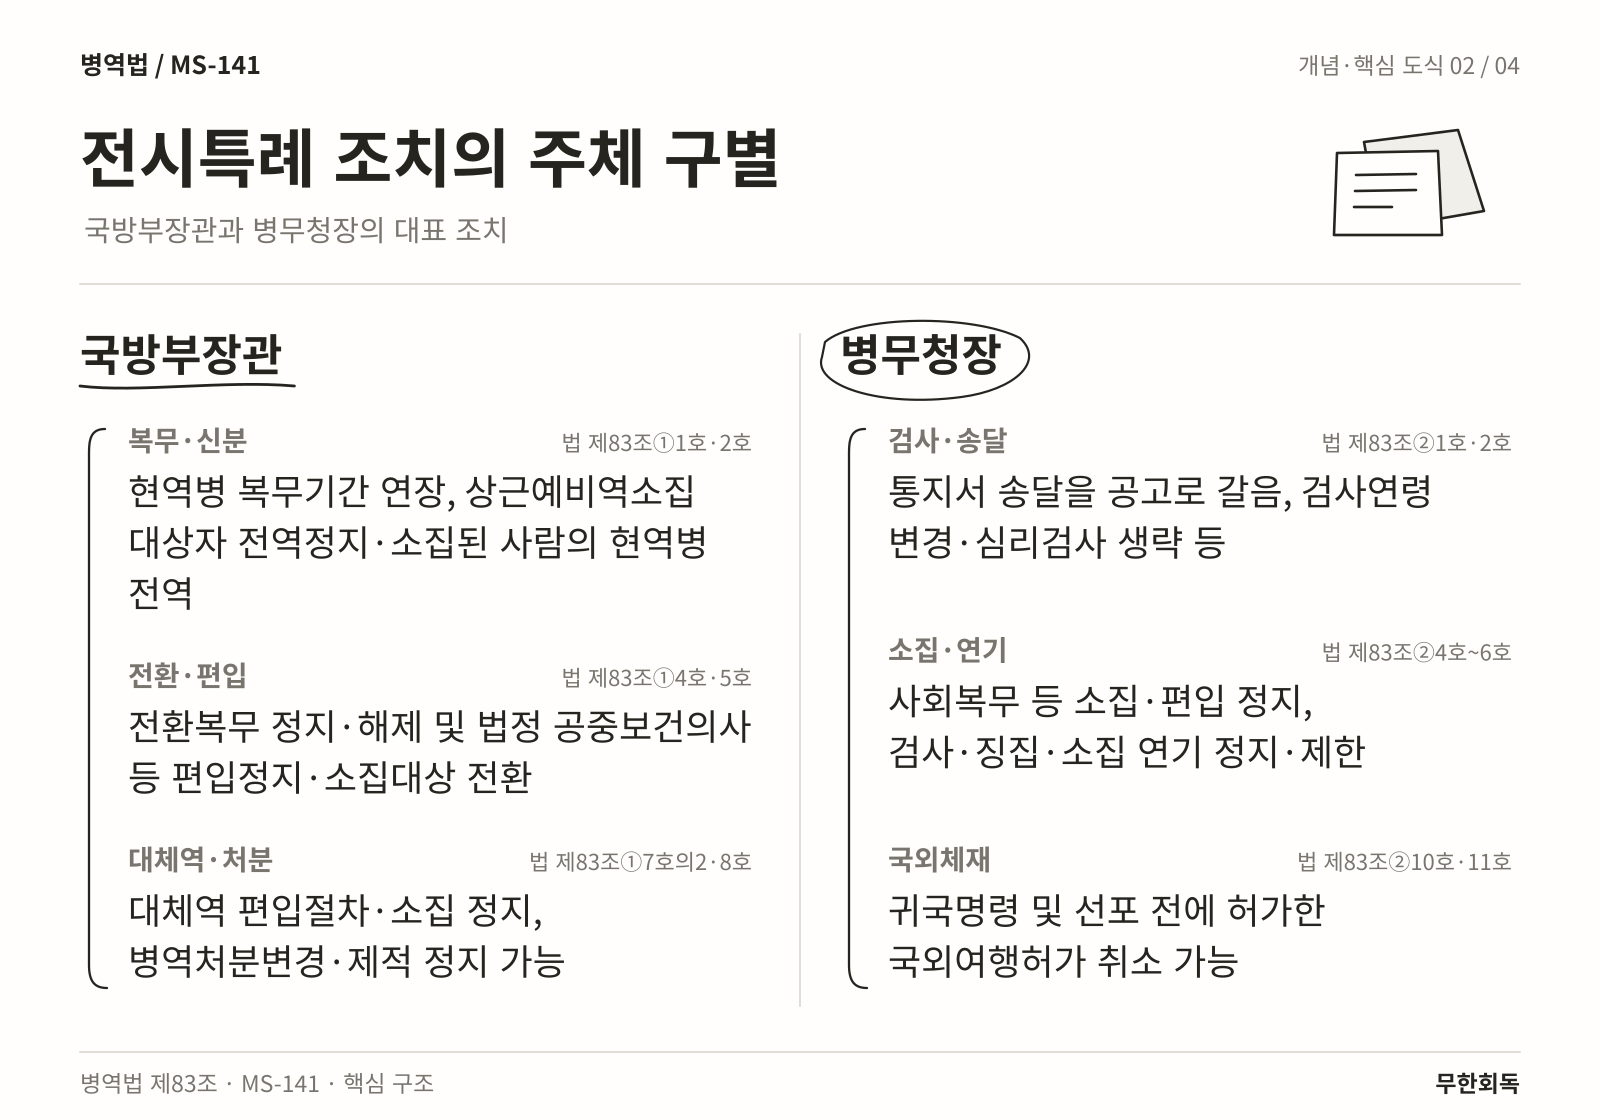 병역법 / MS-141
개념·핵심 도식 02 / 04
전시특례 조치의 주체 구별
국방부장관과 병무청장의 대표 조치
국방부장관
복무·신분
법 제83조①1호·2호
현역병 복무기간 연장, 상근예비역소집
대상자 전역정지·소집된 사람의 현역병
전역
전환·편입
법 제83조①4호·5호
전환복무 정지·해제 및 법정 공중보건의사
등 편입정지·소집대상 전환
대체역·처분
법 제83조①7호의2·8호
대체역 편입절차·소집 정지,
병역처분변경·제적 정지 가능
병무청장
검사·송달
법 제83조②1호·2호
통지서 송달을 공고로 갈음, 검사연령
변경·심리검사 생략 등
소집·연기
법 제83조②4호~6호
사회복무 등 소집·편입 정지,
검사·징집·소집 연기 정지·제한
국외체재
법 제83조②10호·11호
귀국명령 및 선포 전에 허가한
국외여행허가 취소 가능
병역법 제83조 · MS-141 · 핵심 구조
무한회독